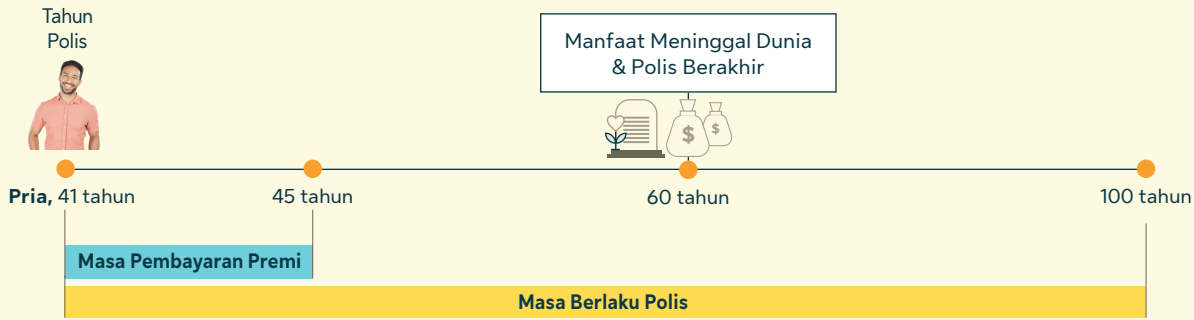 Tahun
Polis
Manfaat Meninggal Dunia
& Polis Berakhir
$
$
Pria, 41 tahun
45 tahun
60 tahun
100 tahun
Masa Pembayaran Premi
Masa Berlaku Polis